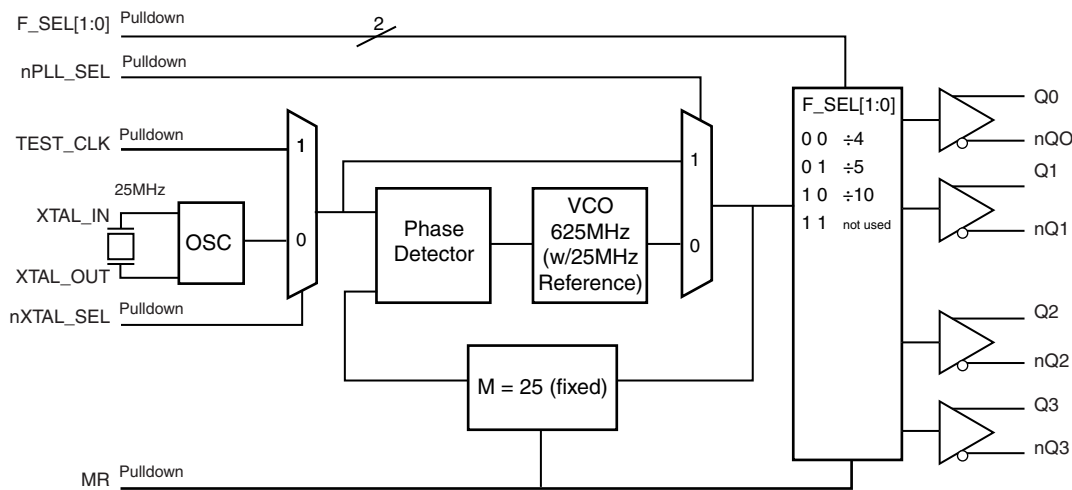 F_SEL[1:0] Pulldown
2
nPLL_SEL Pulldown
TEST_CLK Pulldown
25MHz
XTAL_IN
XTAL_OUT
OSC
nXTAL_SEL Pulldown
1
0
Phase
Detector
VCO
625MHz
(w/25MHz
Reference)
1
0
M = 25 (fixed)
MR Pulldown
F_SEL[1:0]
0 0 ÷4
0 1 ÷5
1 0 ÷10
1 1 not used
Q0
nQO
Q1
nQ1
Q2
nQ2
Q3
nQ3